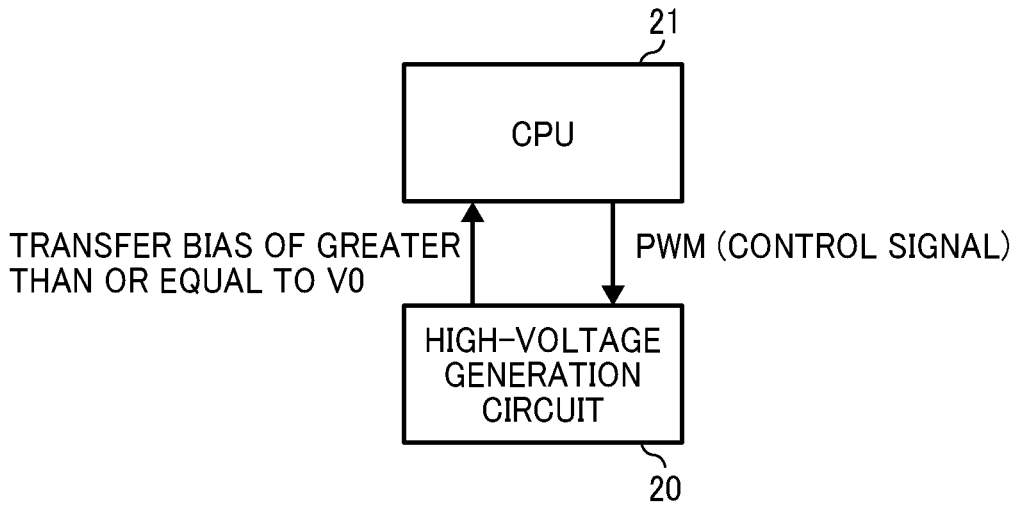 21
CPU
TRANSFER BIAS OF GREATER
THAN OR EQUAL TO V0
PWM (CONTROL SIGNAL)
HIGH-VOLTAGE
GENERATION
CIRCUIT
20